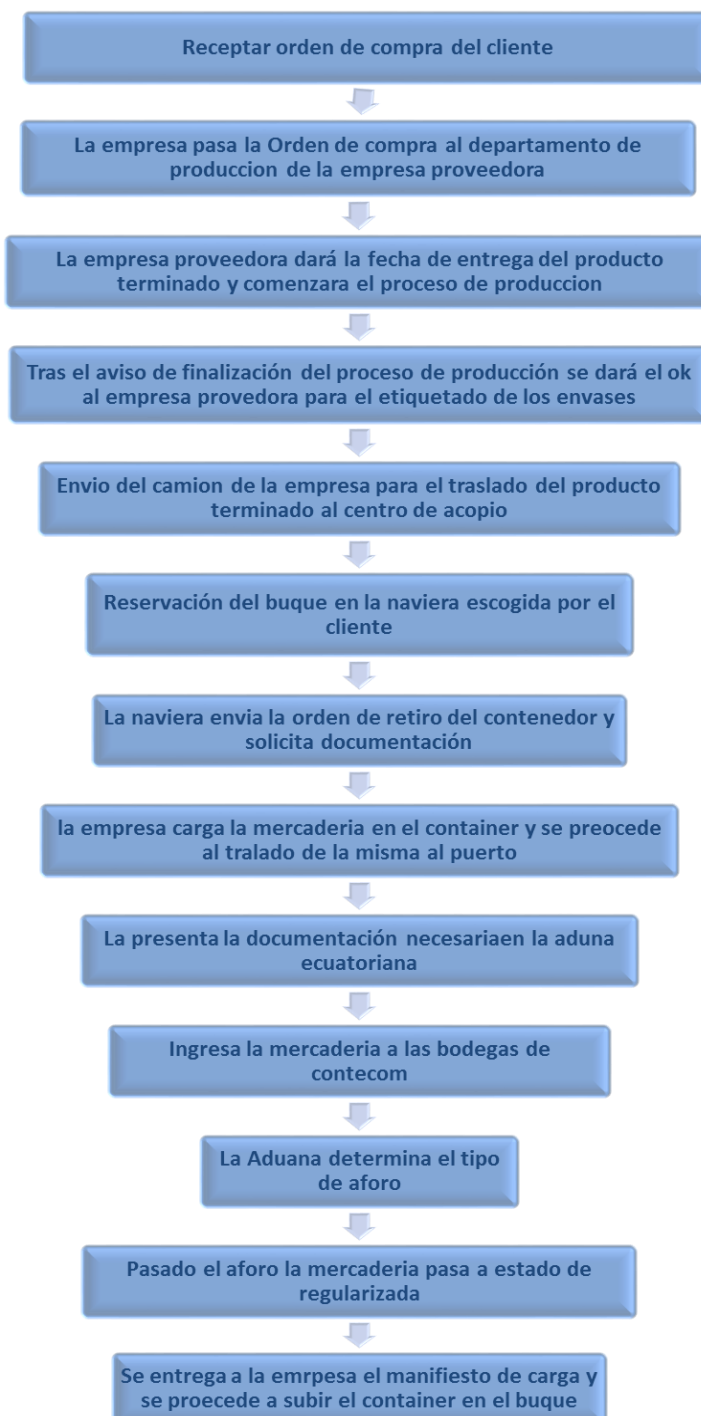 Receptar orden de compra del cliente
La empresa pasa la Orden de compra al departamento de
produccion de la empresa proveedora
La empresa proveedora dará la fecha de entrega del producto
terminado y comenzara el proceso de produccion
Tras el aviso de finalización del proceso de producción se dará el ok
al empresa provedora para el etiquetado de los envases
Envio del camion de la empresa para el traslado del producto
terminado al centro de acopio
Reservación del buque en la naviera escogida por el
cliente
La naviera envia la orden de retiro del contenedor y
solicita documentación
la empresa carga la mercaderia en el container y se preocede
al tralado de la misma al puerto
La presenta la documentación necesariaen la aduna
ecuatoriana
Ingresa la mercaderia a las bodegas de
contecom
La Aduana determina el tipo
de aforo
Pasado el aforo la mercaderia pasa a estado de
regularizada
Se entrega a la emrpesa el manifiesto de carga y
se proecede a subir el container en el buque